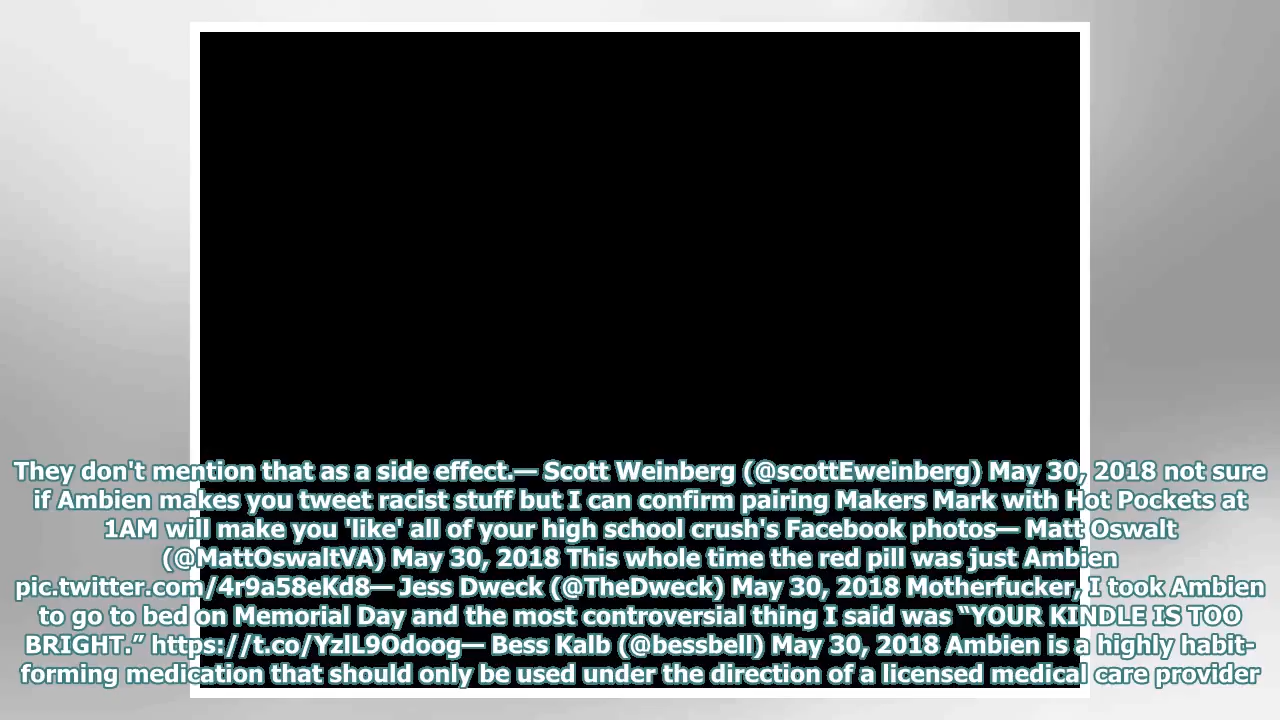 They don't mention that as a side effect.— Scott Weinberg (@scottEweinberg) May 30, 2018 not sure
if Ambien makes you tweet racist stuff but I can confirm pairing Makers Mark with Hot Pockets at
1AM will make you 'like' all of your high school crush's Facebook photos— Matt Oswalt
(@MattOswaltVA) May 30, 2018 This whole time the red pill was just Ambien
pic.twitter.com/4r9a58eKd8— Jess Dweck (@TheDweck) May 30, 2018 Motherfucker, I took Ambien
to go to bed on Memorial Day and the most controversial thing I said was “YOUR KINDLE IS TOO
BRIGHT.” https://t.co/YzlL9Odoog— Bess Kalb (@bessbell) May 30, 2018 Ambien is a highly habit-
forming medication that should only be used under the direction of a licensed medical care provider